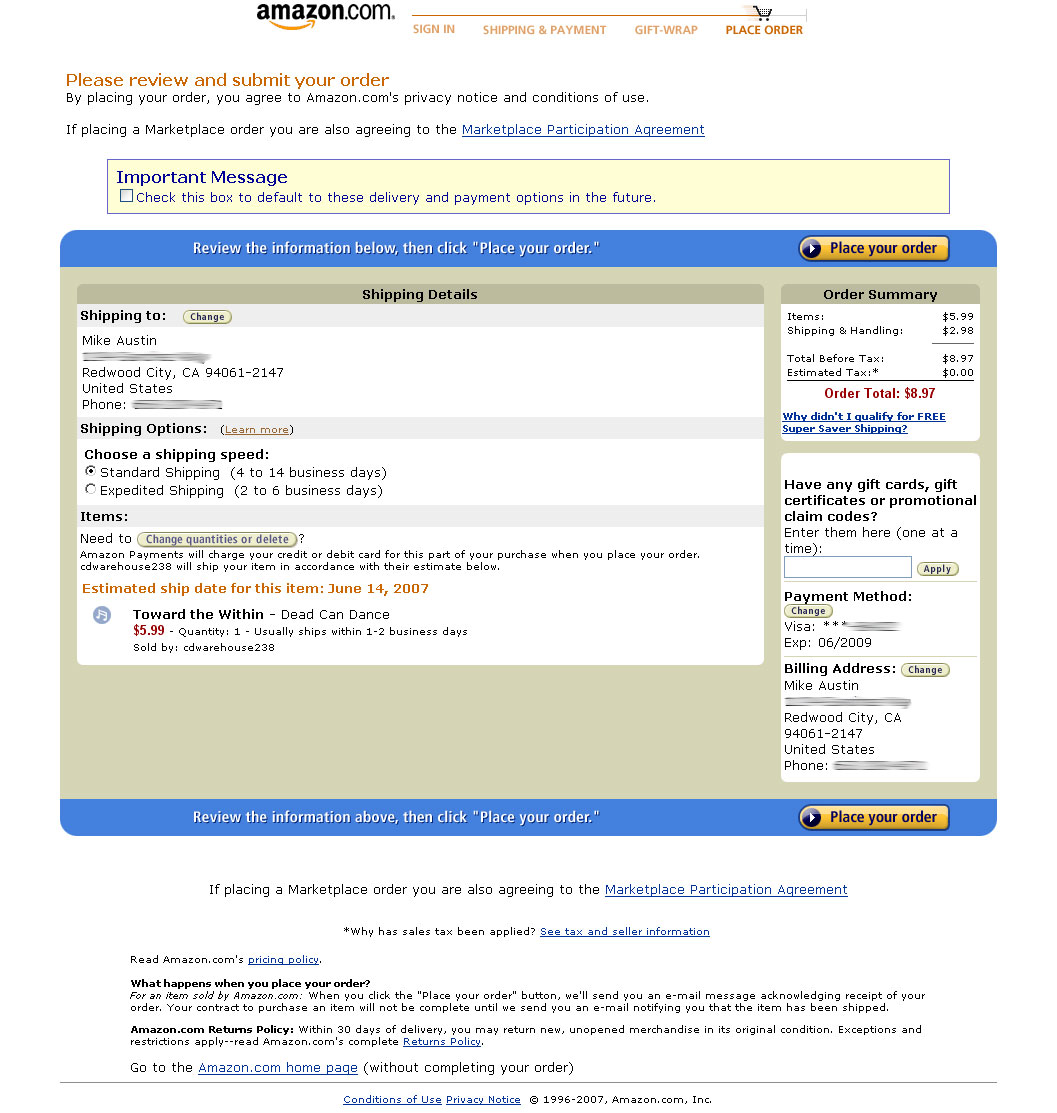 amazon.com.
SIGN IN SHIPPING & PAYMENT GIFT-WRAP PLACE ORDER
Please review and submit your order
By placing your order, you agree to Amazon.com's privacy notice and conditions of use.
If placing a Marketplace order you are also agreeing to the Marketplace Participation Agreement
Important Message
Check this box to default to these delivery and payment options in the future.
Review the information below, then click "Place your order." Place your order
Shipping Details
Shipping to: Change
Mike Austin
Redwood City, CA 94061-2147
United States
Phone:
Shipping Options: (Learn more)
Choose a shipping speed:
Standard Shipping (4 to 14 business days)
Expedited Shipping (2 to 6 business days)
Items:
Need to Change quantities or delete ?
Amazon Payments will charge your credit or debit card for this part of your purchase when you place your order.
cdwarehouse238 will ship your item in accordance with their estimate below.
Estimated ship date for this item: June 14, 2007
Toward the Within - Dead Can Dance
$5.99 - Quantity: 1 - Usually ships within 1-2 business days
Sold by: cdwarehouse238
Order Summary
Items: $5.99
Shipping & Handling: $2.98
Total Before Tax: $8.97
Estimated Tax:* $0.00
Order Total: $8.97
Why didn't I qualify for FREE
Super Saver Shipping?
Have any gift cards, gift
certificates or promotional
claim codes?
Enter them here (one at a
time):
Apply
Payment Method:
Change
Visa: ***
Exp: 06/2009
Billing Address: Change
Mike Austin
Redwood City, CA
94061-2147
United States
Phone:
Review the information above, then click "Place your order." Place your order
If placing a Marketplace order you are also agreeing to the Marketplace Participation Agreement
*Why has sales tax been applied? See tax and seller information
Read Amazon.com's pricing policy.
What happens when you place your order?
For an item sold by Amazon.com: When you click the "Place your order" button, we'll send you an e-mail message acknowledging receipt of your
order. Your contract to purchase an item will not be complete until we send you an e-mail notifying you that the item has been shipped.
Amazon.com Returns Policy: Within 30 days of delivery, you may return new, unopened merchandise in its original condition. Exceptions and
restrictions apply--read Amazon.com's complete Returns Policy.
Go to the Amazon.com home page (without completing your order)
Conditions of Use Privacy Notice © 1996-2007, Amazon.com, Inc.